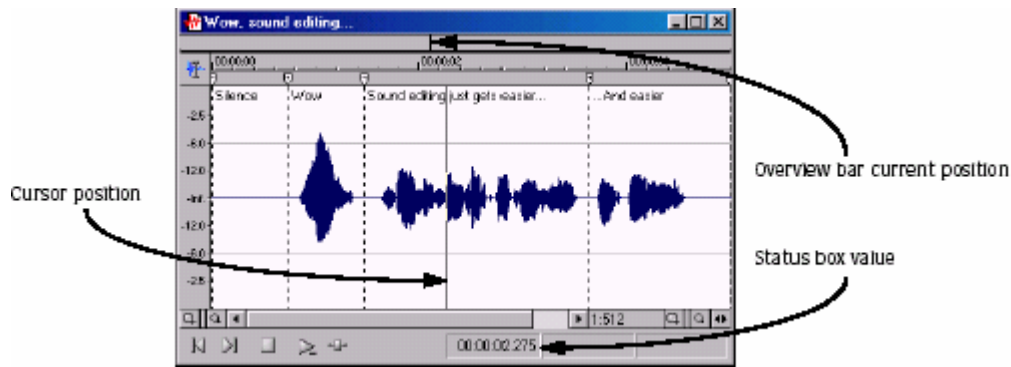 Wow, sound editing...
00:00:00 00:00:02
Silence Wow Sound editing just gets easier... ...And easier
-2.5
-6.0
-12.0
-Inf.
-12.0
-6.0
-2.5
Cursor position
Overview bar current position
Status box value
1:512
00:00:02.275